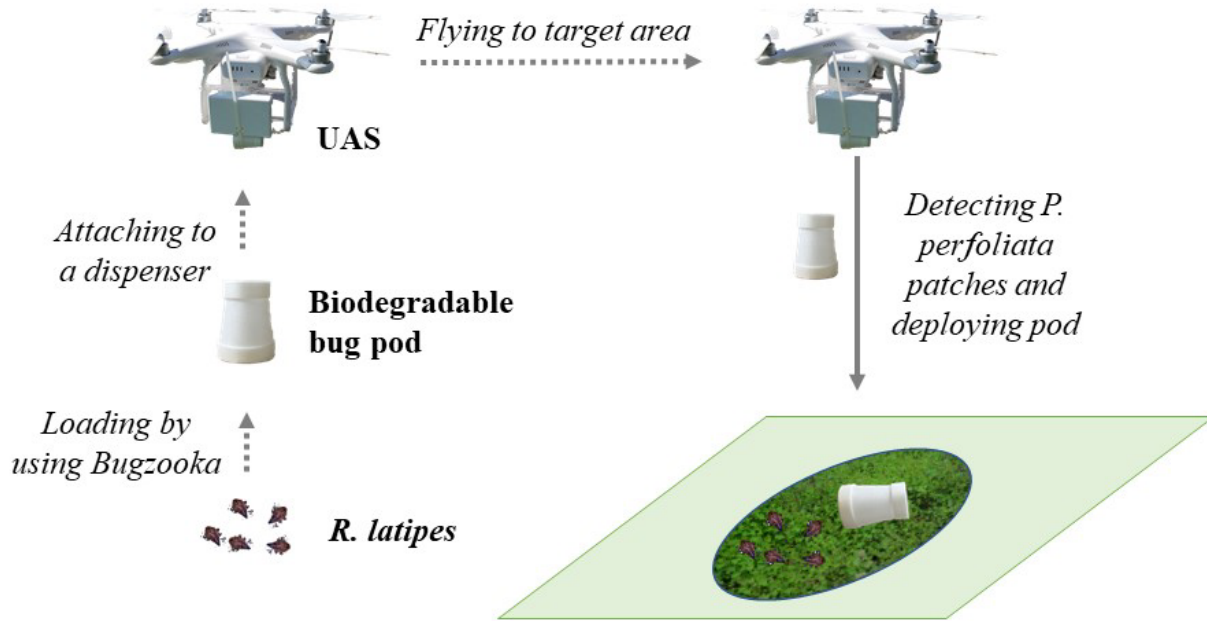 Flying to target area
UAS
Attaching to
a dispenser
Biodegradable
bug pod
Loading by
using Bugzooka
R. latipes
Detecting P.
perfoliata
patches and
deploying pod